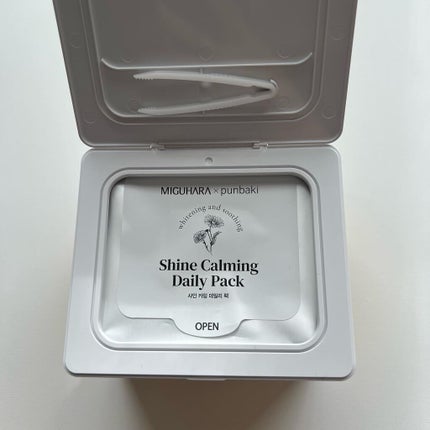 MIGUHARA × punbaki
whitening and soothing
Shine Calming
Daily Pack
샤인 카밍 데일리 팩
OPEN